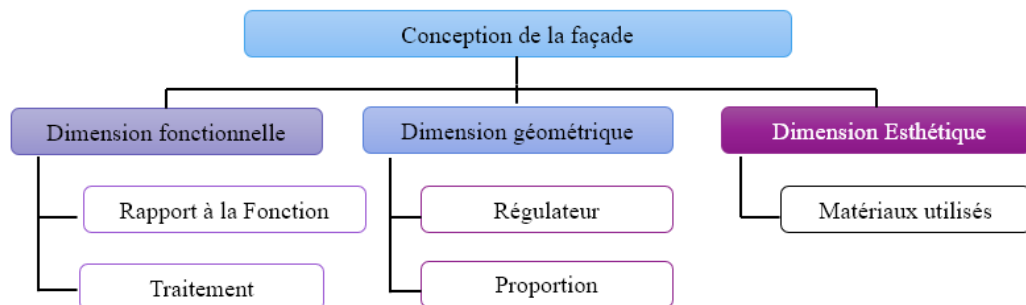 Conception de la façade
Dimension fonctionnelle
Dimension géométrique
Dimension Esthétique
Rapport à la Fonction
Régulateur
Matériaux utilisés
Traitement
Proportion